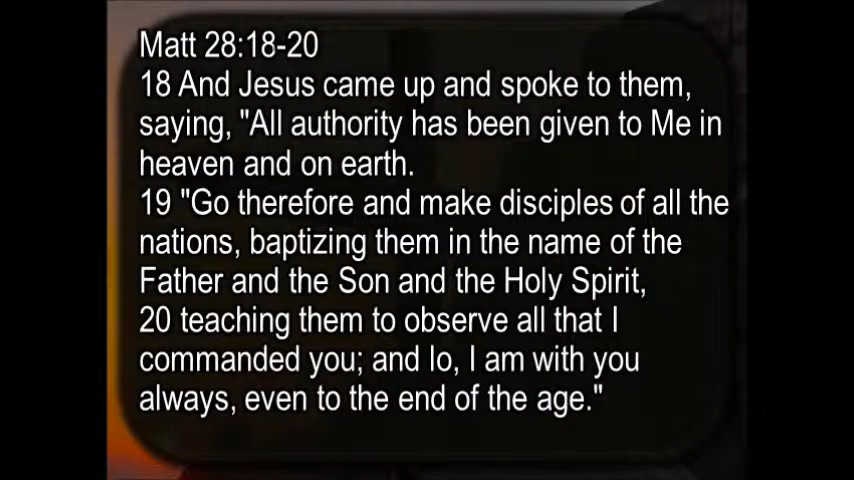 Matt 28:18-20
18 And Jesus came up and spoke to them,
saying, "All authority has been given to Me in
heaven and on earth.
19 "Go therefore and make disciples of all the
nations, baptizing them in the name of the
Father and the Son and the Holy Spirit,
20 teaching them to observe all that I
commanded you; and lo, I am with you
always, even to the end of the age."